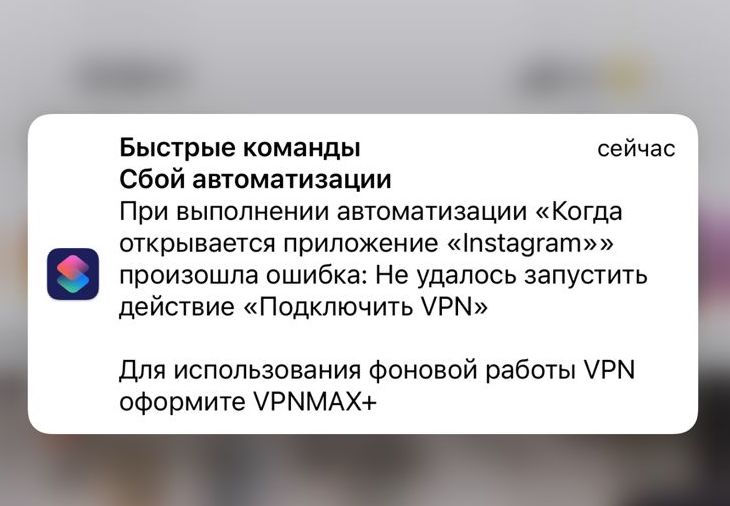 Быстрые команды
сейчас
Сбой автоматизации
При выполнении автоматизации «Когда
открывается приложение «Instagram»»
произошла ошибка: Не удалось запустить
действие «Подключить VPN»
Для использования фоновой работы VPN
оформите VPNMAX+